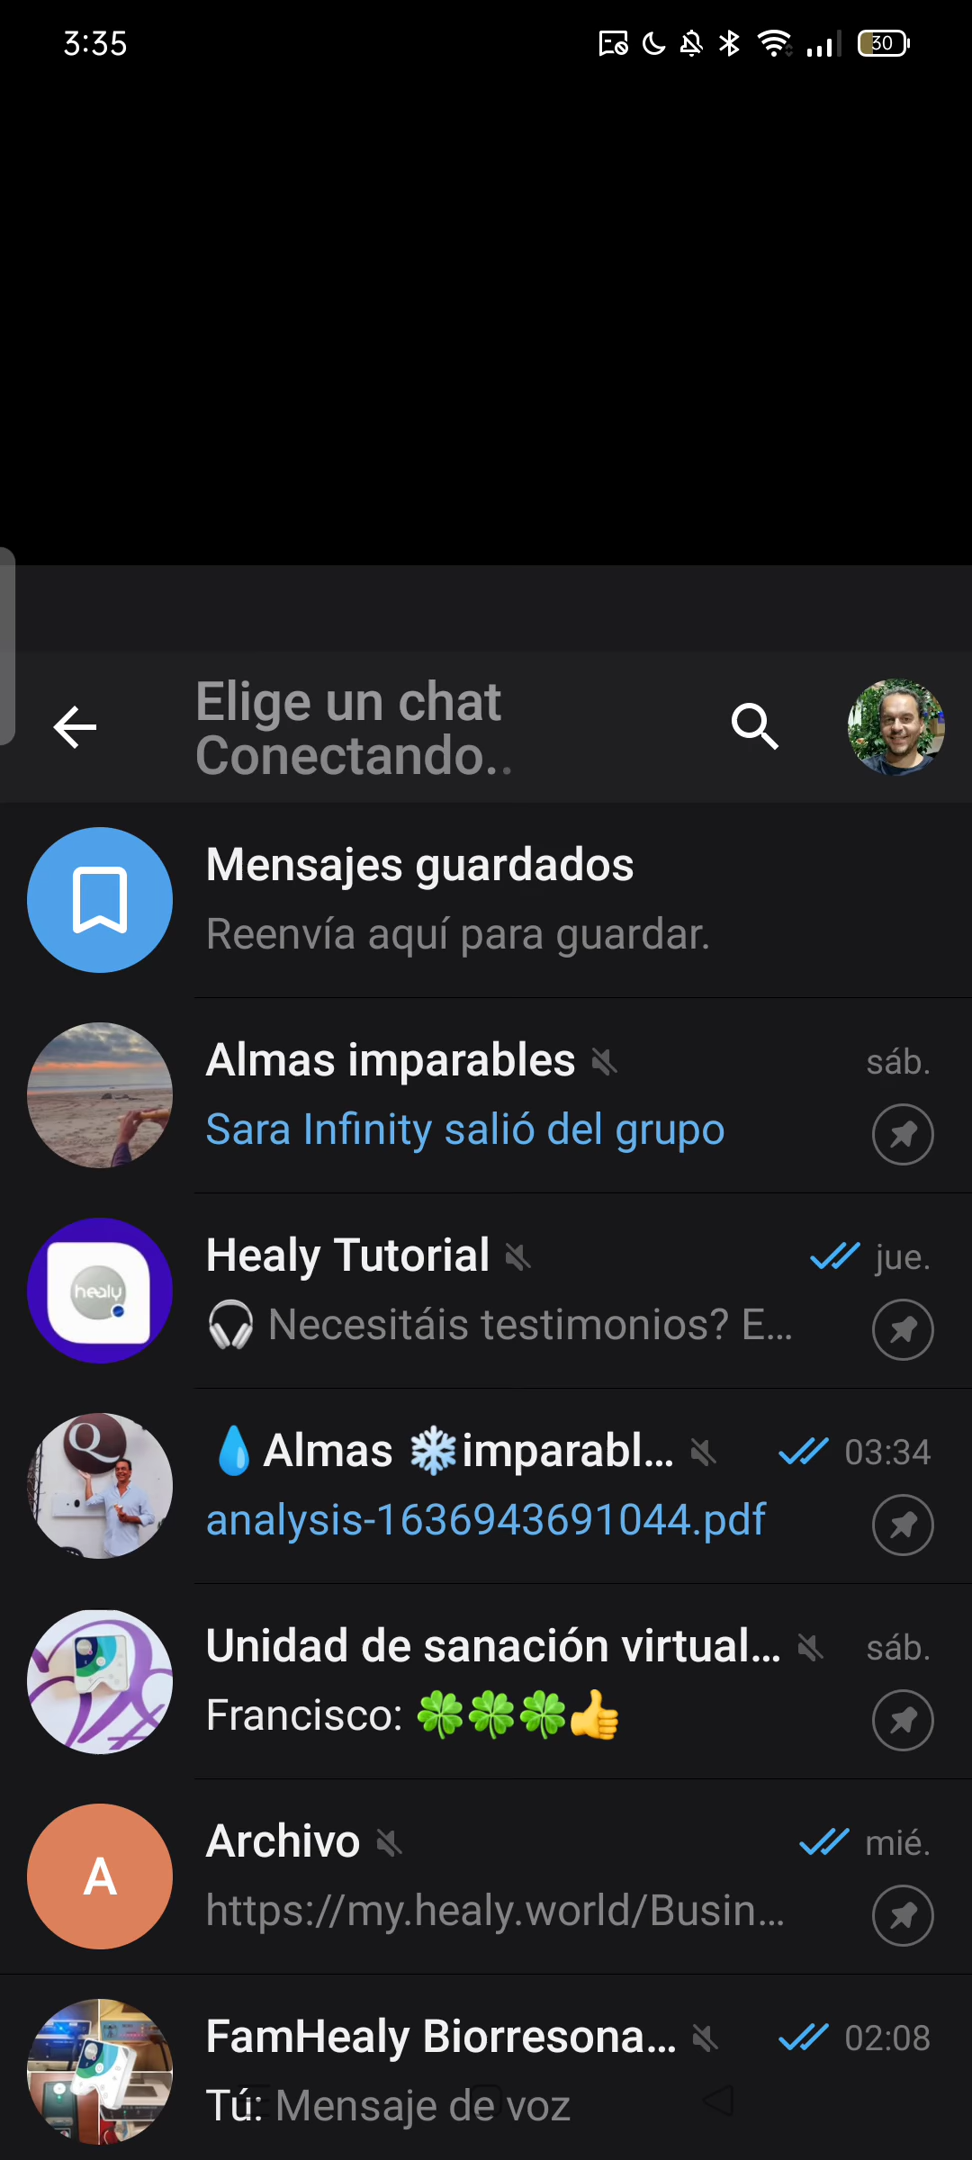 3:35
30
Elige un chat
Conectando..
Mensajes guardados
Reenvía aquí para guardar.
Almas imparables
sáb.
Sara Infinity salió del grupo
healy
Healy Tutorial
jue.
🎧 Necesitáis testimonios? E...
Q
💧Almas ❄️imparabl...
03:34
analysis-1636943691044.pdf
Unidad de sanación virtual...
sáb.
Francisco: 🍀🍀🍀👍
A
Archivo
mié.
https://my.healy.world/Busin...
FamHealy Biorresona...
02:08
Tú: Mensaje de voz